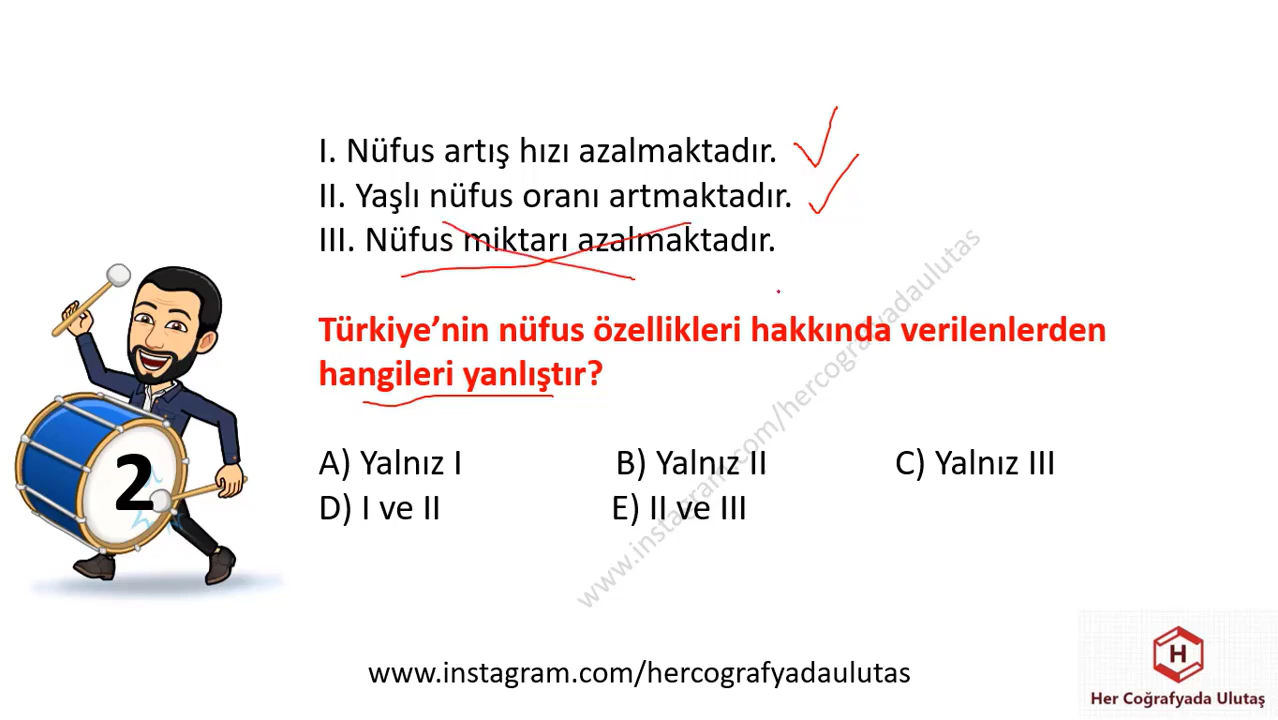 I. Nüfus artış hızı azalmaktadır.
II. Yaşlı nüfus oranı artmaktadır.
III. Nüfus miktarı azalmaktadır.
Türkiye’nin nüfus özellikleri hakkında verilenlerden
hangileri yanlıştır?
A) Yalnız I B) Yalnız II C) Yalnız III
D) I ve II E) II ve III
2
www.instagram.com/hercografyadaulutas
www.instagram.com/hercografyadaulutas
H
Her Coğrafyada Ulutaş